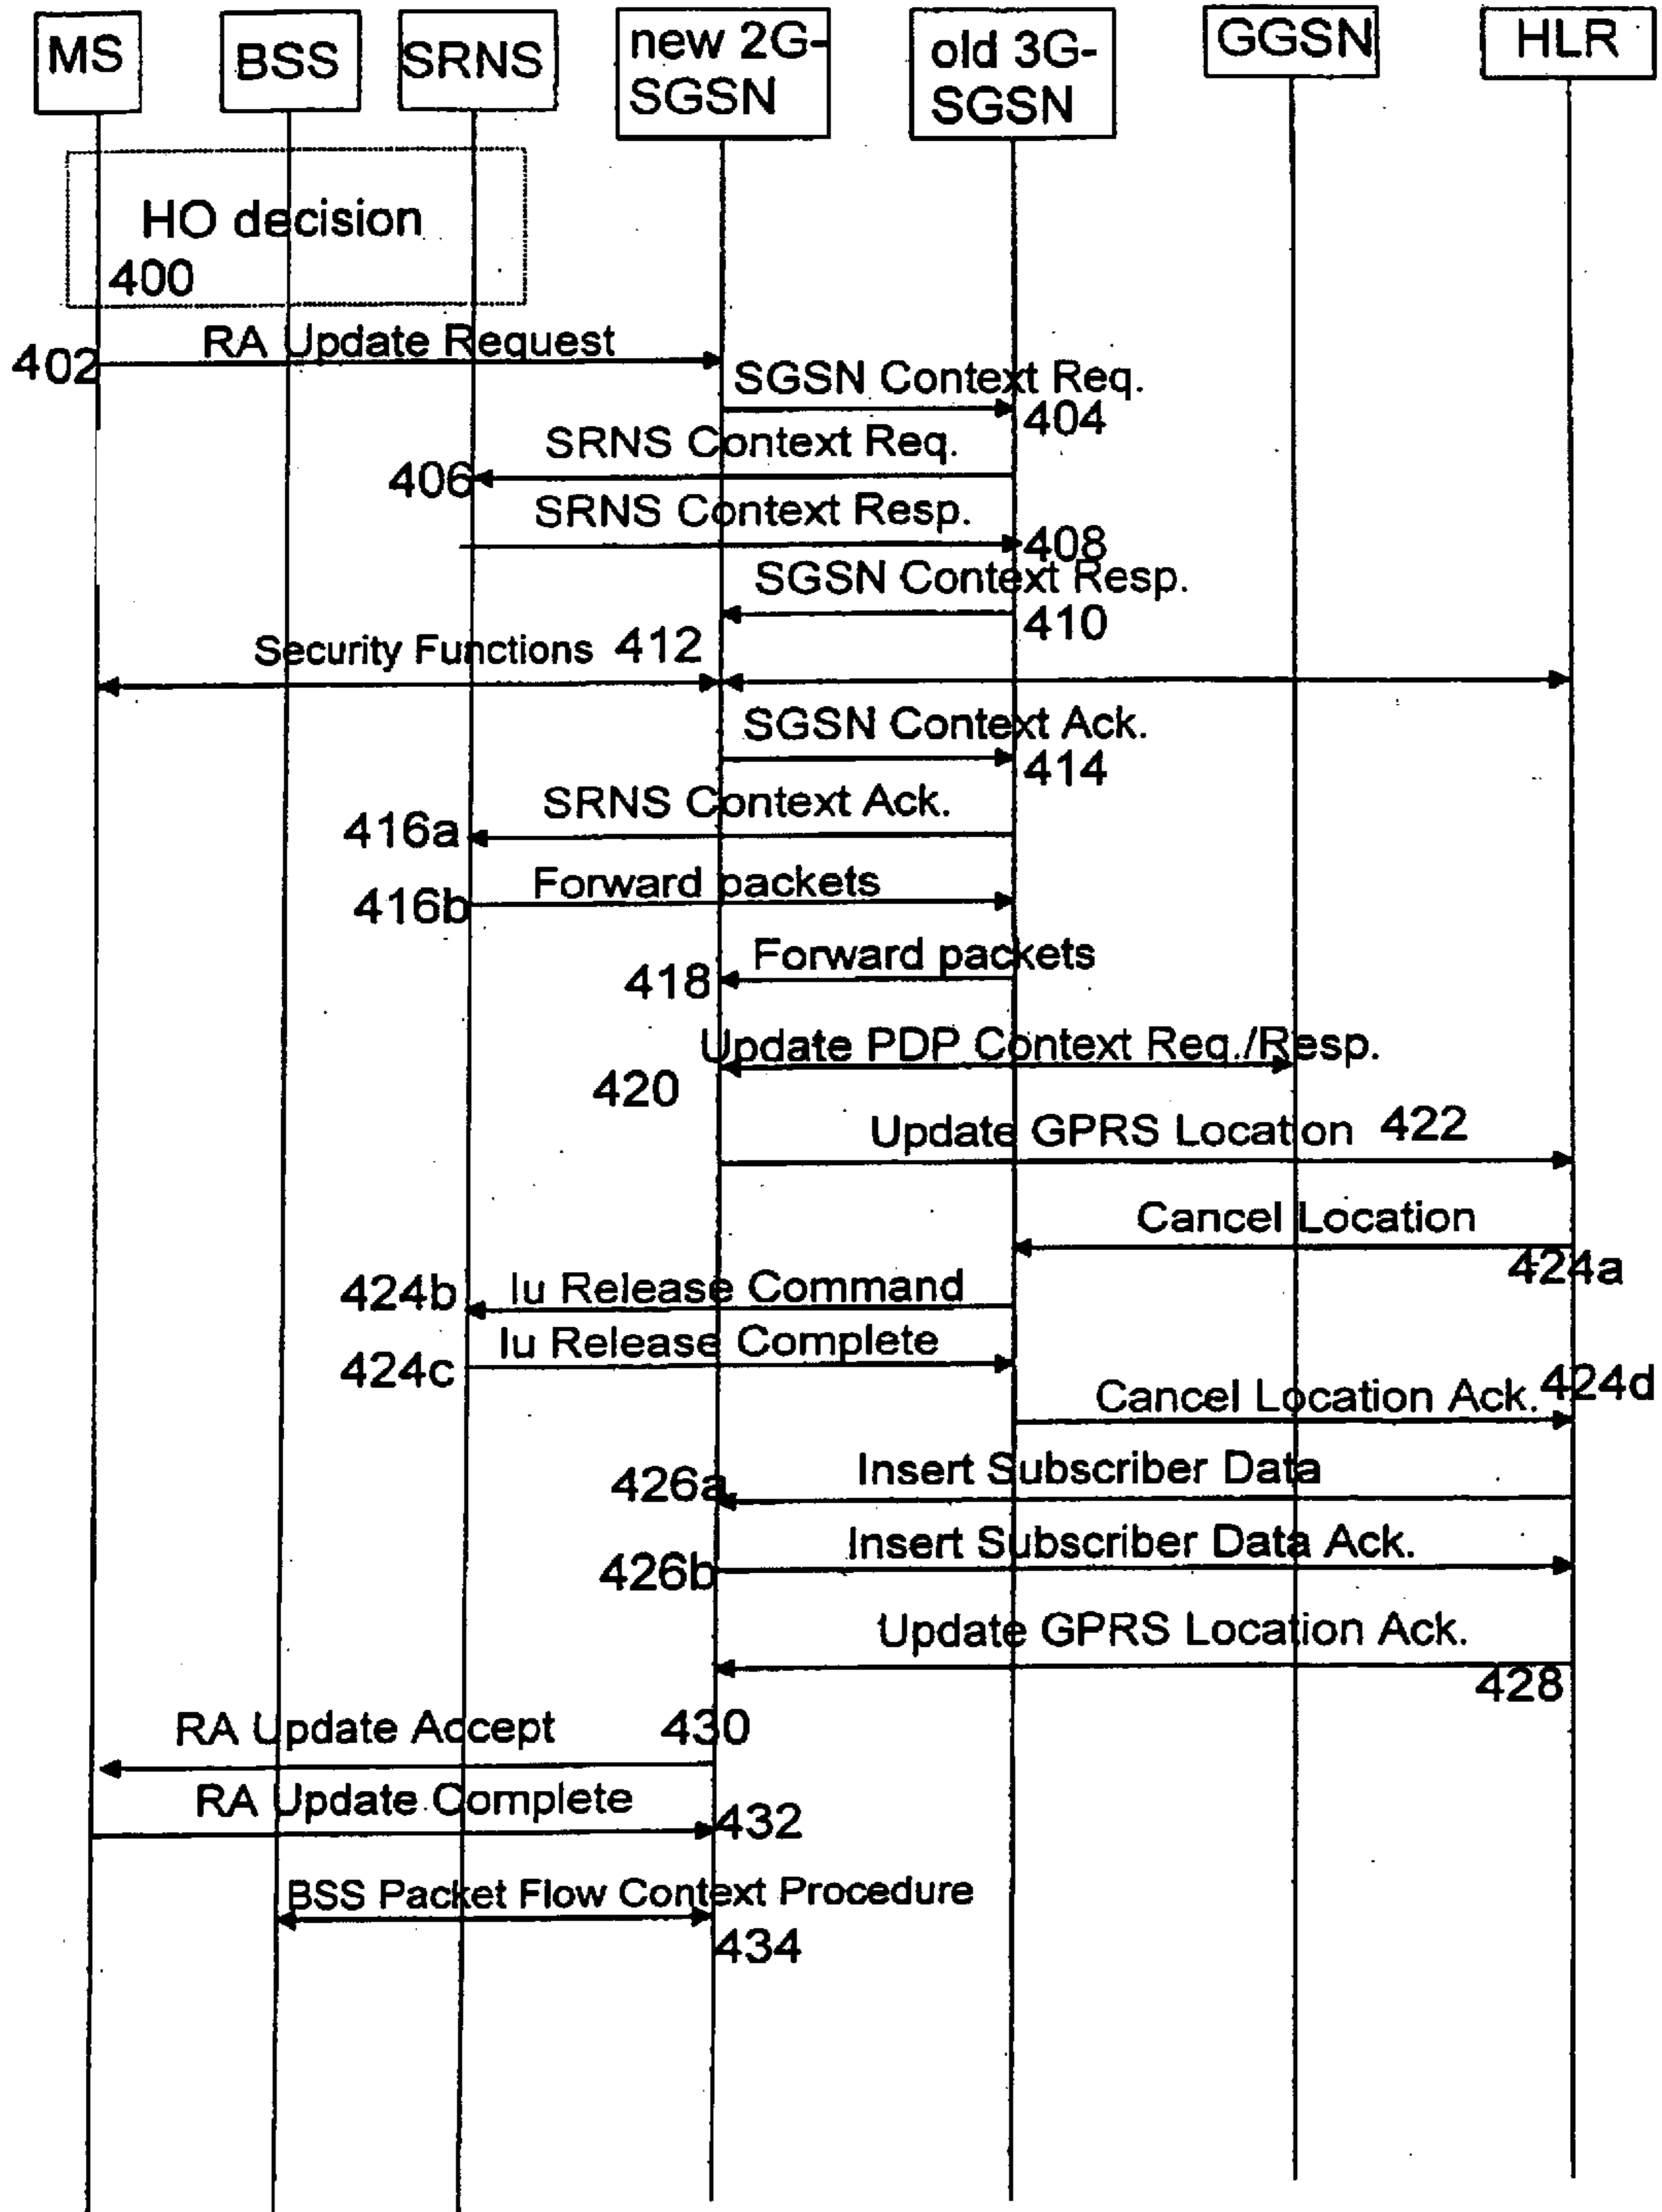 MS
BSS
SRNS
new 2G-
SGSN
old 3G-
SGSN
GGSN
HLR
HO decision
400
RA Update Request
402
SGSN Context Req.
404
SRNS Context Req.
406
SRNS Context Resp.
408
SGSN Context Resp.
410
Security Functions 412
SGSN Context Ack.
414
SRNS Context Ack.
416a
Forward packets
416b
Forward packets
418
Update PDP Context Req./Resp.
420
Update GPRS Location 422
Cancel Location
424a
424b Iu Release Command
Iu Release Complete
424c
Cancel Location Ack. 424d
Insert Subscriber Data
426a
Insert Subscriber Data Ack.
426b
Update GPRS Location Ack.
428
RA Update Accept 430
RA Update Complete
432
BSS Packet Flow Context Procedure
434